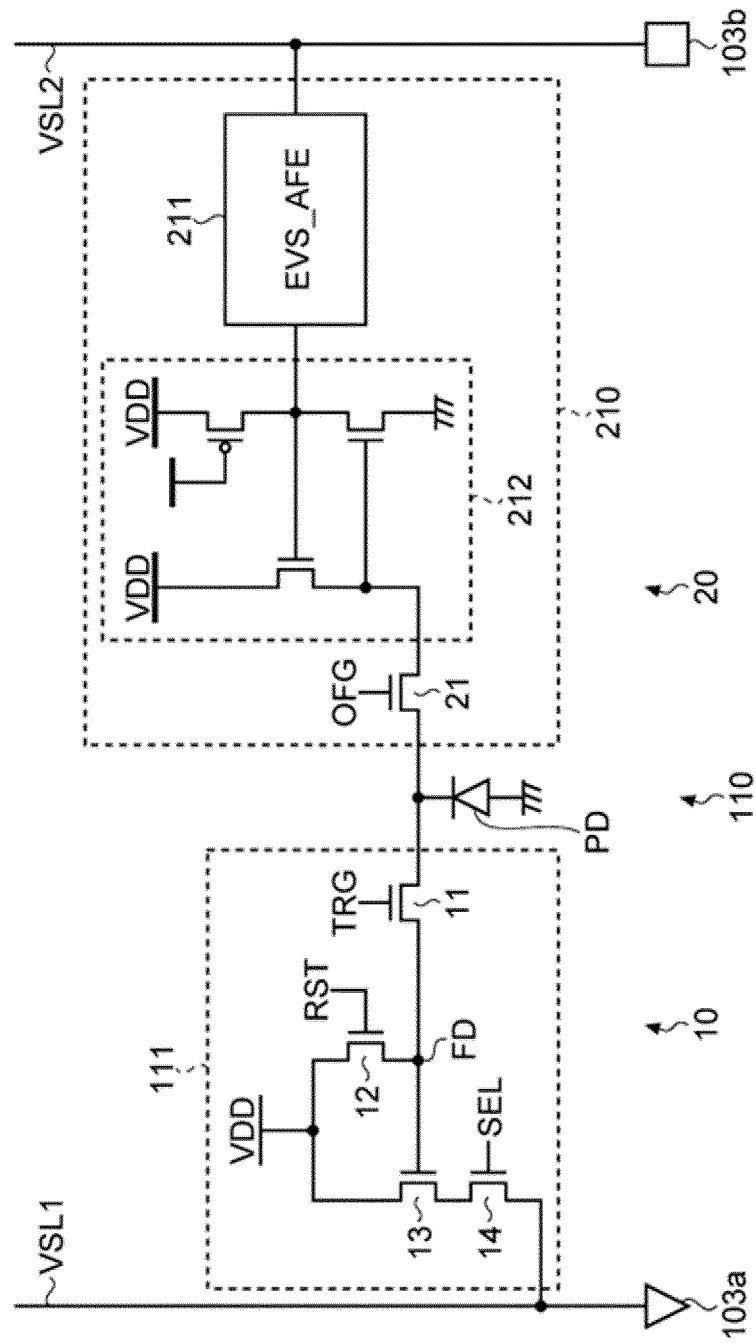 VSL1
VSL2
111
VDD
RST
TRG
12
13
14
SEL
FD
11
PD
OFG
21
VDD
VDD
212
211
EVS_AFE
210
103a
10
110
20
103b